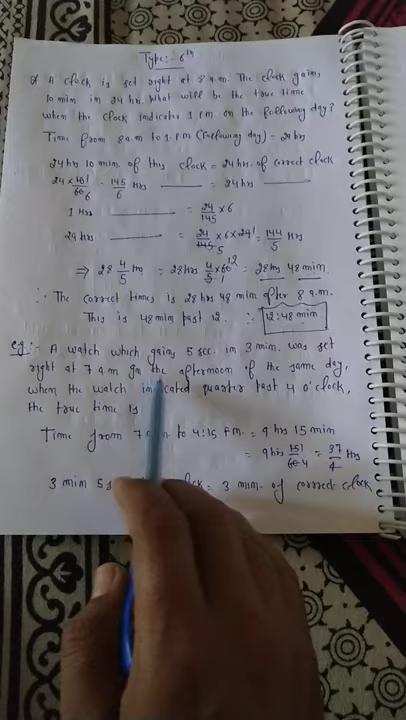 Type:- 6th
Q A clock is set right at 8 a.m. The clock gains
10 min in 24 hr. What will be the true time
when the clock indicates 1 P.M on the following day?
Time from 8 a.m to 1 P.M (following day) = 29 hrs
24 hrs 10 min. of this clock = 24 hrs. of correct clock
24 × 10/60 6 = 145/6 Hrs —— = 24 hrs ——
1 Hrs —— = 24/145 × 6
29 hrs —— = 24/145 5 × 6 × 29 1 = 144/5 Hrs
⇒ 28 4/5 Hrs = 28 hrs 4/5 1 × 60 12 = 28 hrs 48 min
∴ The correct times is 28 hrs 48 min after 8 a.m.
This is 48 min past 12. ∴ 12:48 min
eg:- A watch which gains 5 sec. in 3 min. was set
right at 7 a.m In the afternoon of the same day,
when the watch indicated quarter past 4 o'clock,
the true time is
Time from 7 to 4:15 P.M. = 9 hrs 15 min
= 9 hrs 15 1/60 4 = 37/4 Hrs
3 min 5 = 3 min. of correct clock